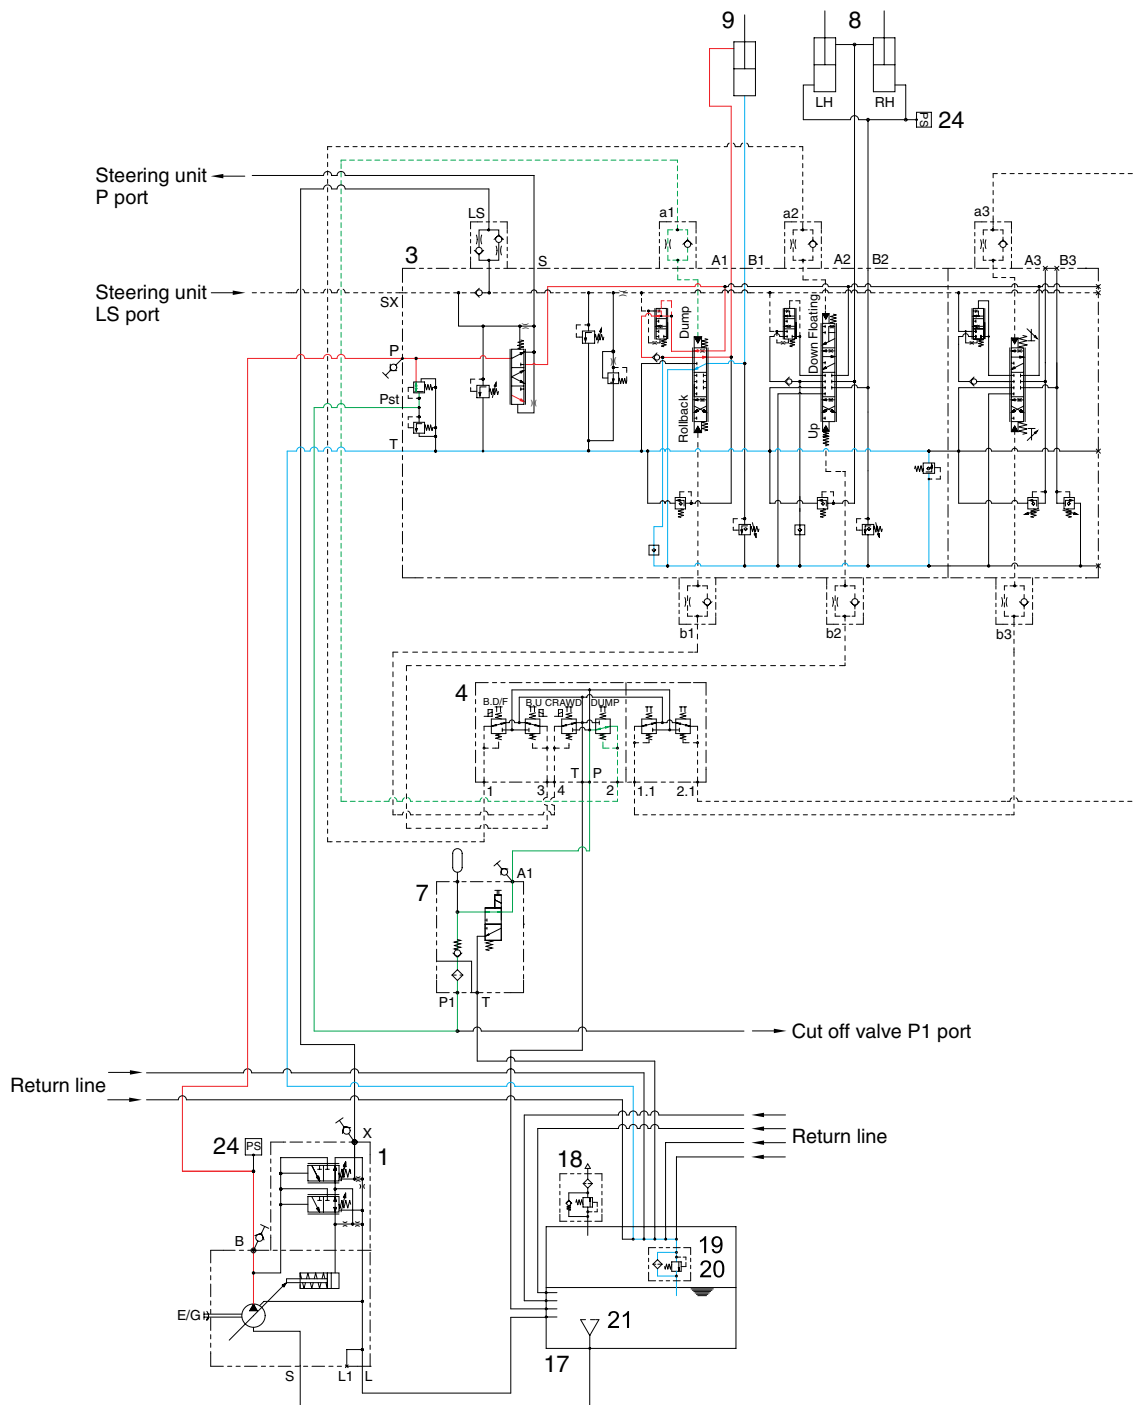 9
8
LH
RH
PS
24
Steering unit
P port
LS
a1
a2
a3
3
S
A1
B1
A2
B2
A3
B3
Steering unit
LS port
SX
P
Pst
T
Dump
Rollback
Down Floating
Up
b1
b2
b3
4
B.D/F
B.U
CRAWD
DUMP
T
P
1
3
4
2
1.1
2.1
7
A1
P1
T
Cut off valve P1 port
Return line
Return line
24
PS
X
1
18
B
19
20
E/G
21
17
S
L1
L